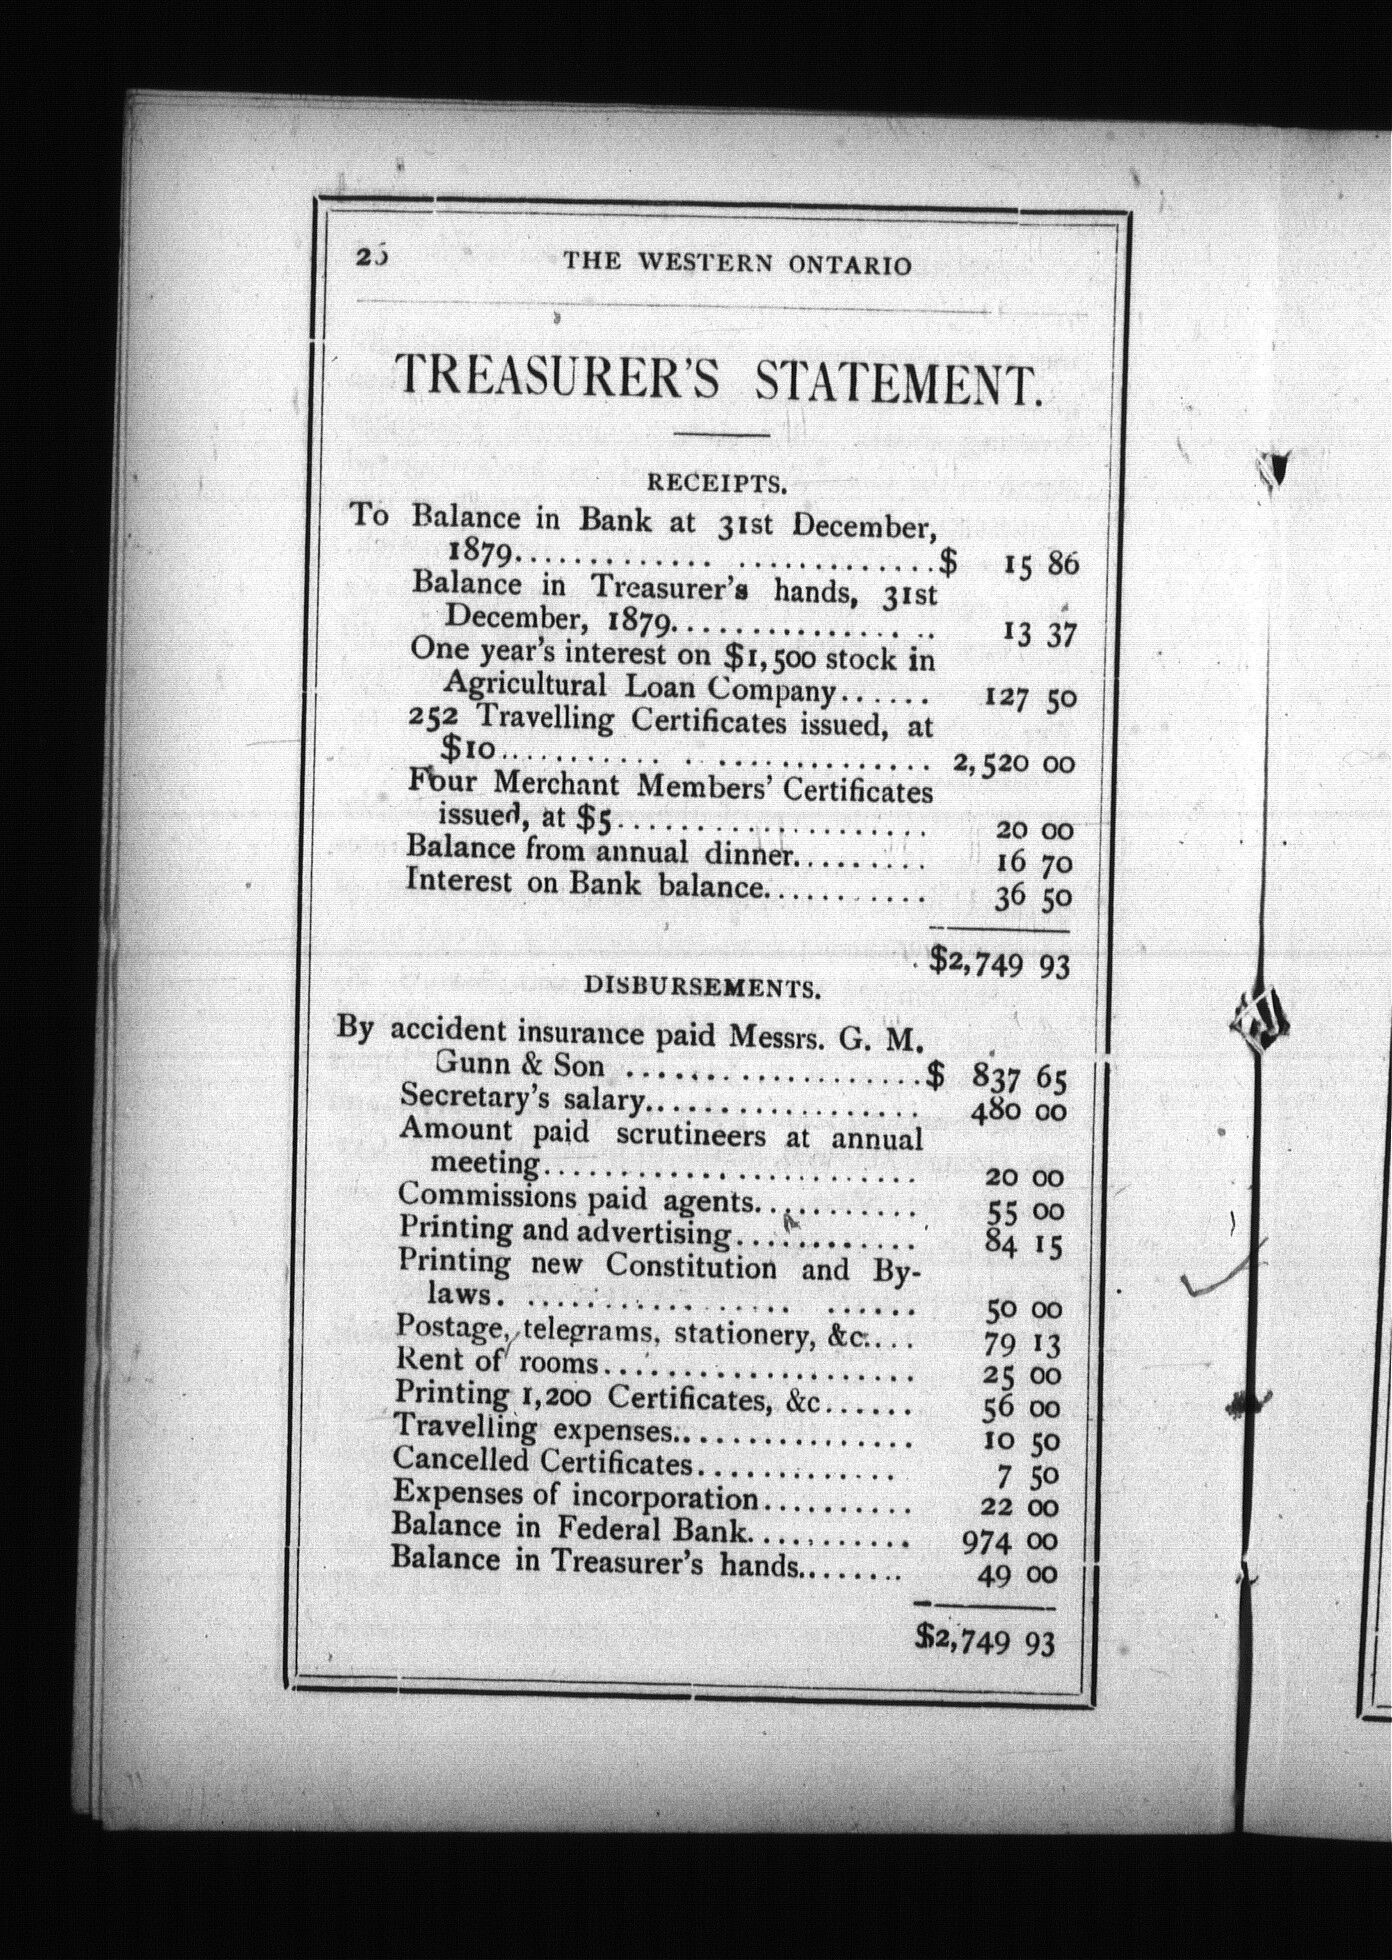 THE WESTERN ONTARIO
TREASURER'S STATEMENT.
RECEIPTS.
To Balance in Bank at 31st December,
1879.......................... $ 15 86
Balance in Treasurer's hands, 31st
December, 1879................. 13 37
One year's interest on $1,500 stock in
Agricultural Loan Company...... 127 50
252 Travelling Certificates issued, at
$10........................... 2,520 00
Four Merchant Members' Certificates
issued, at $5.................... 20 00
Balance from annual dinner......... 16 70
Interest on Bank balance........... 36 50
$2,749 93
DISBURSEMENTS.
By accident insurance paid Messrs. G. M.
Gunn & Son ...................$ 837 65
Secretary's salary.................. 480 00
Amount paid scrutineers at annual
meeting........................ 20 00
Commissions paid agents........... 55 00
Printing and advertising............ 84 15
Printing new Constitution and By-
laws. ........................ 50 00
Postage, telegrams, stationery, &c.... 79 13
Rent of rooms.................... 25 00
Printing 1,200 Certificates, &c...... 56 00
Travelling expenses................ 10 50
Cancelled Certificates............. 7 50
Expenses of incorporation.......... 22 00
Balance in Federal Bank........... 974 00
Balance in Treasurer's hands........ 49 00
$2,749 93